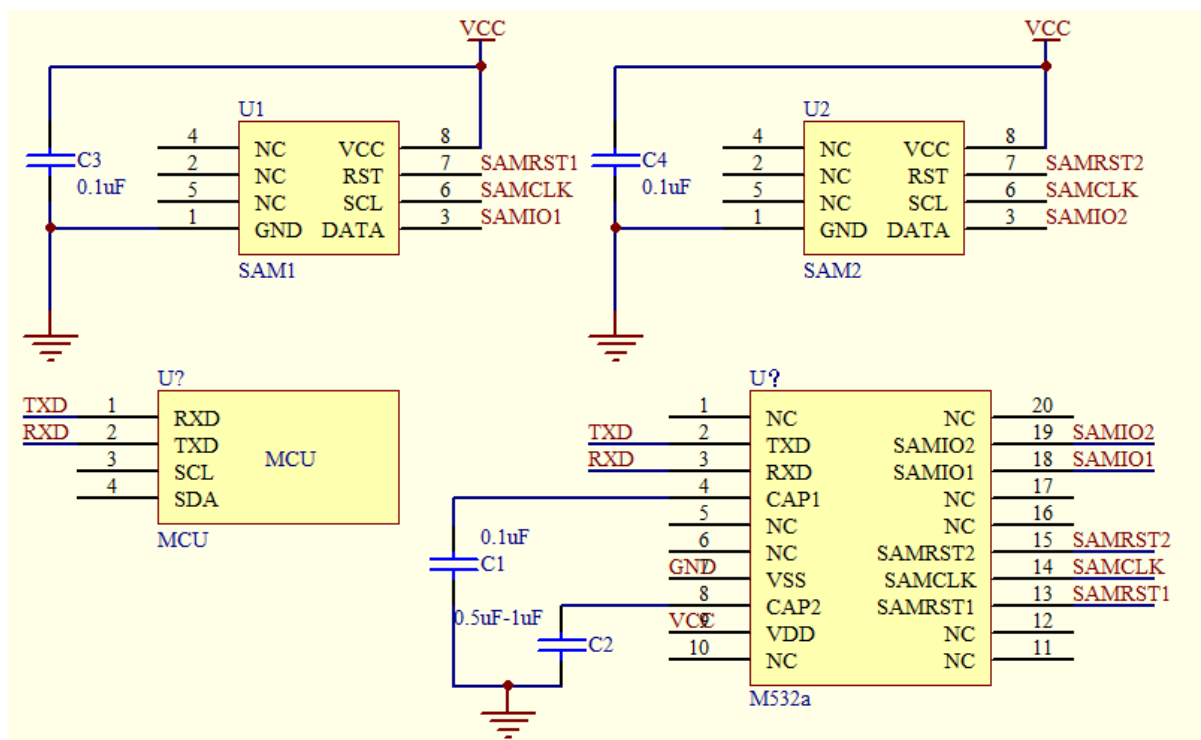 VCC
VCC
U1
U2
4 NC VCC 8
4 NC VCC 8
C3
2 NC RST 7 SAMRST1
C4
2 NC RST 7 SAMRST2
0.1uF
5 NC SCL 6 SAMCLK
0.1uF
5 NC SCL 6 SAMCLK
1 GND DATA 3 SAMIO1
1 GND DATA 3 SAMIO2
SAM1
SAM2
U?
TXD 1 RXD
RXD 2 TXD
MCU
3 SCL
4 SDA
MCU
U?
1 NC NC 20
TXD 2 TXD SAMIO2 19 SAMIO2
RXD 3 RXD SAMIO1 18 SAMIO1
4 CAP1 NC 17
5 NC NC 16
0.1uF
C1
6 NC SAMRST2 15 SAMRST2
GND 7 VSS SAMCLK 14 SAMCLK
8 CAP2 SAMRST1 13 SAMRST1
0.5uF-1uF
C2
VCC 9 VDD NC 12
10 NC NC 11
M532a